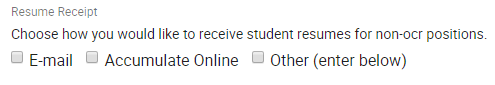 Resume Receipt
Choose how you would like to receive student resumes for non-ocr positions.
E-mail Accumulate Online Other (enter below)